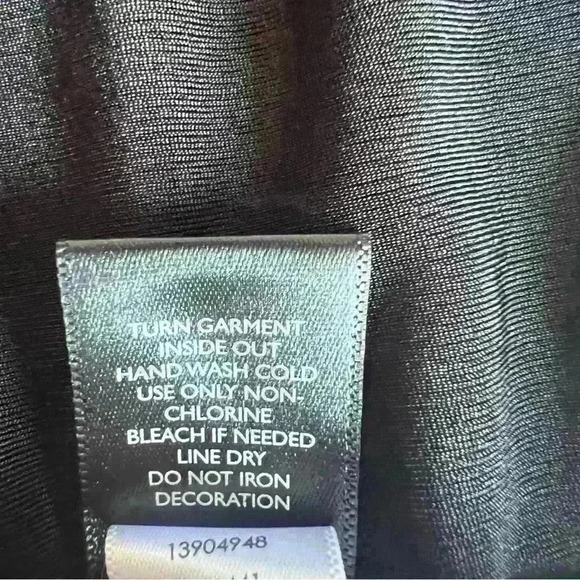 TURN GARMENT
INSIDE OUT
HAND WASH COLD
USE ONLY NON-
CHLORINE
BLEACH IF NEEDED
LINE DRY
DO NOT IRON
DECORATION
13904948